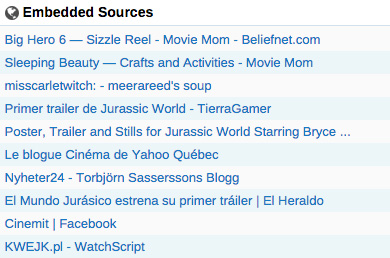 Embedded Sources
Big Hero 6 — Sizzle Reel - Movie Mom - Beliefnet.com
Sleeping Beauty — Crafts and Activities - Movie Mom
misscarletwitch: - meerareed's soup
Primer trailer de Jurassic World - TierraGamer
Poster, Trailer and Stills for Jurassic World Starring Bryce ...
Le blogue Cinéma de Yahoo Québec
Nyheter24 - Torbjörn Sasserssons Blogg
El Mundo Jurásico estrena su primer tráiler | El Heraldo
Cinemit | Facebook
KWEJK.pl - WatchScript